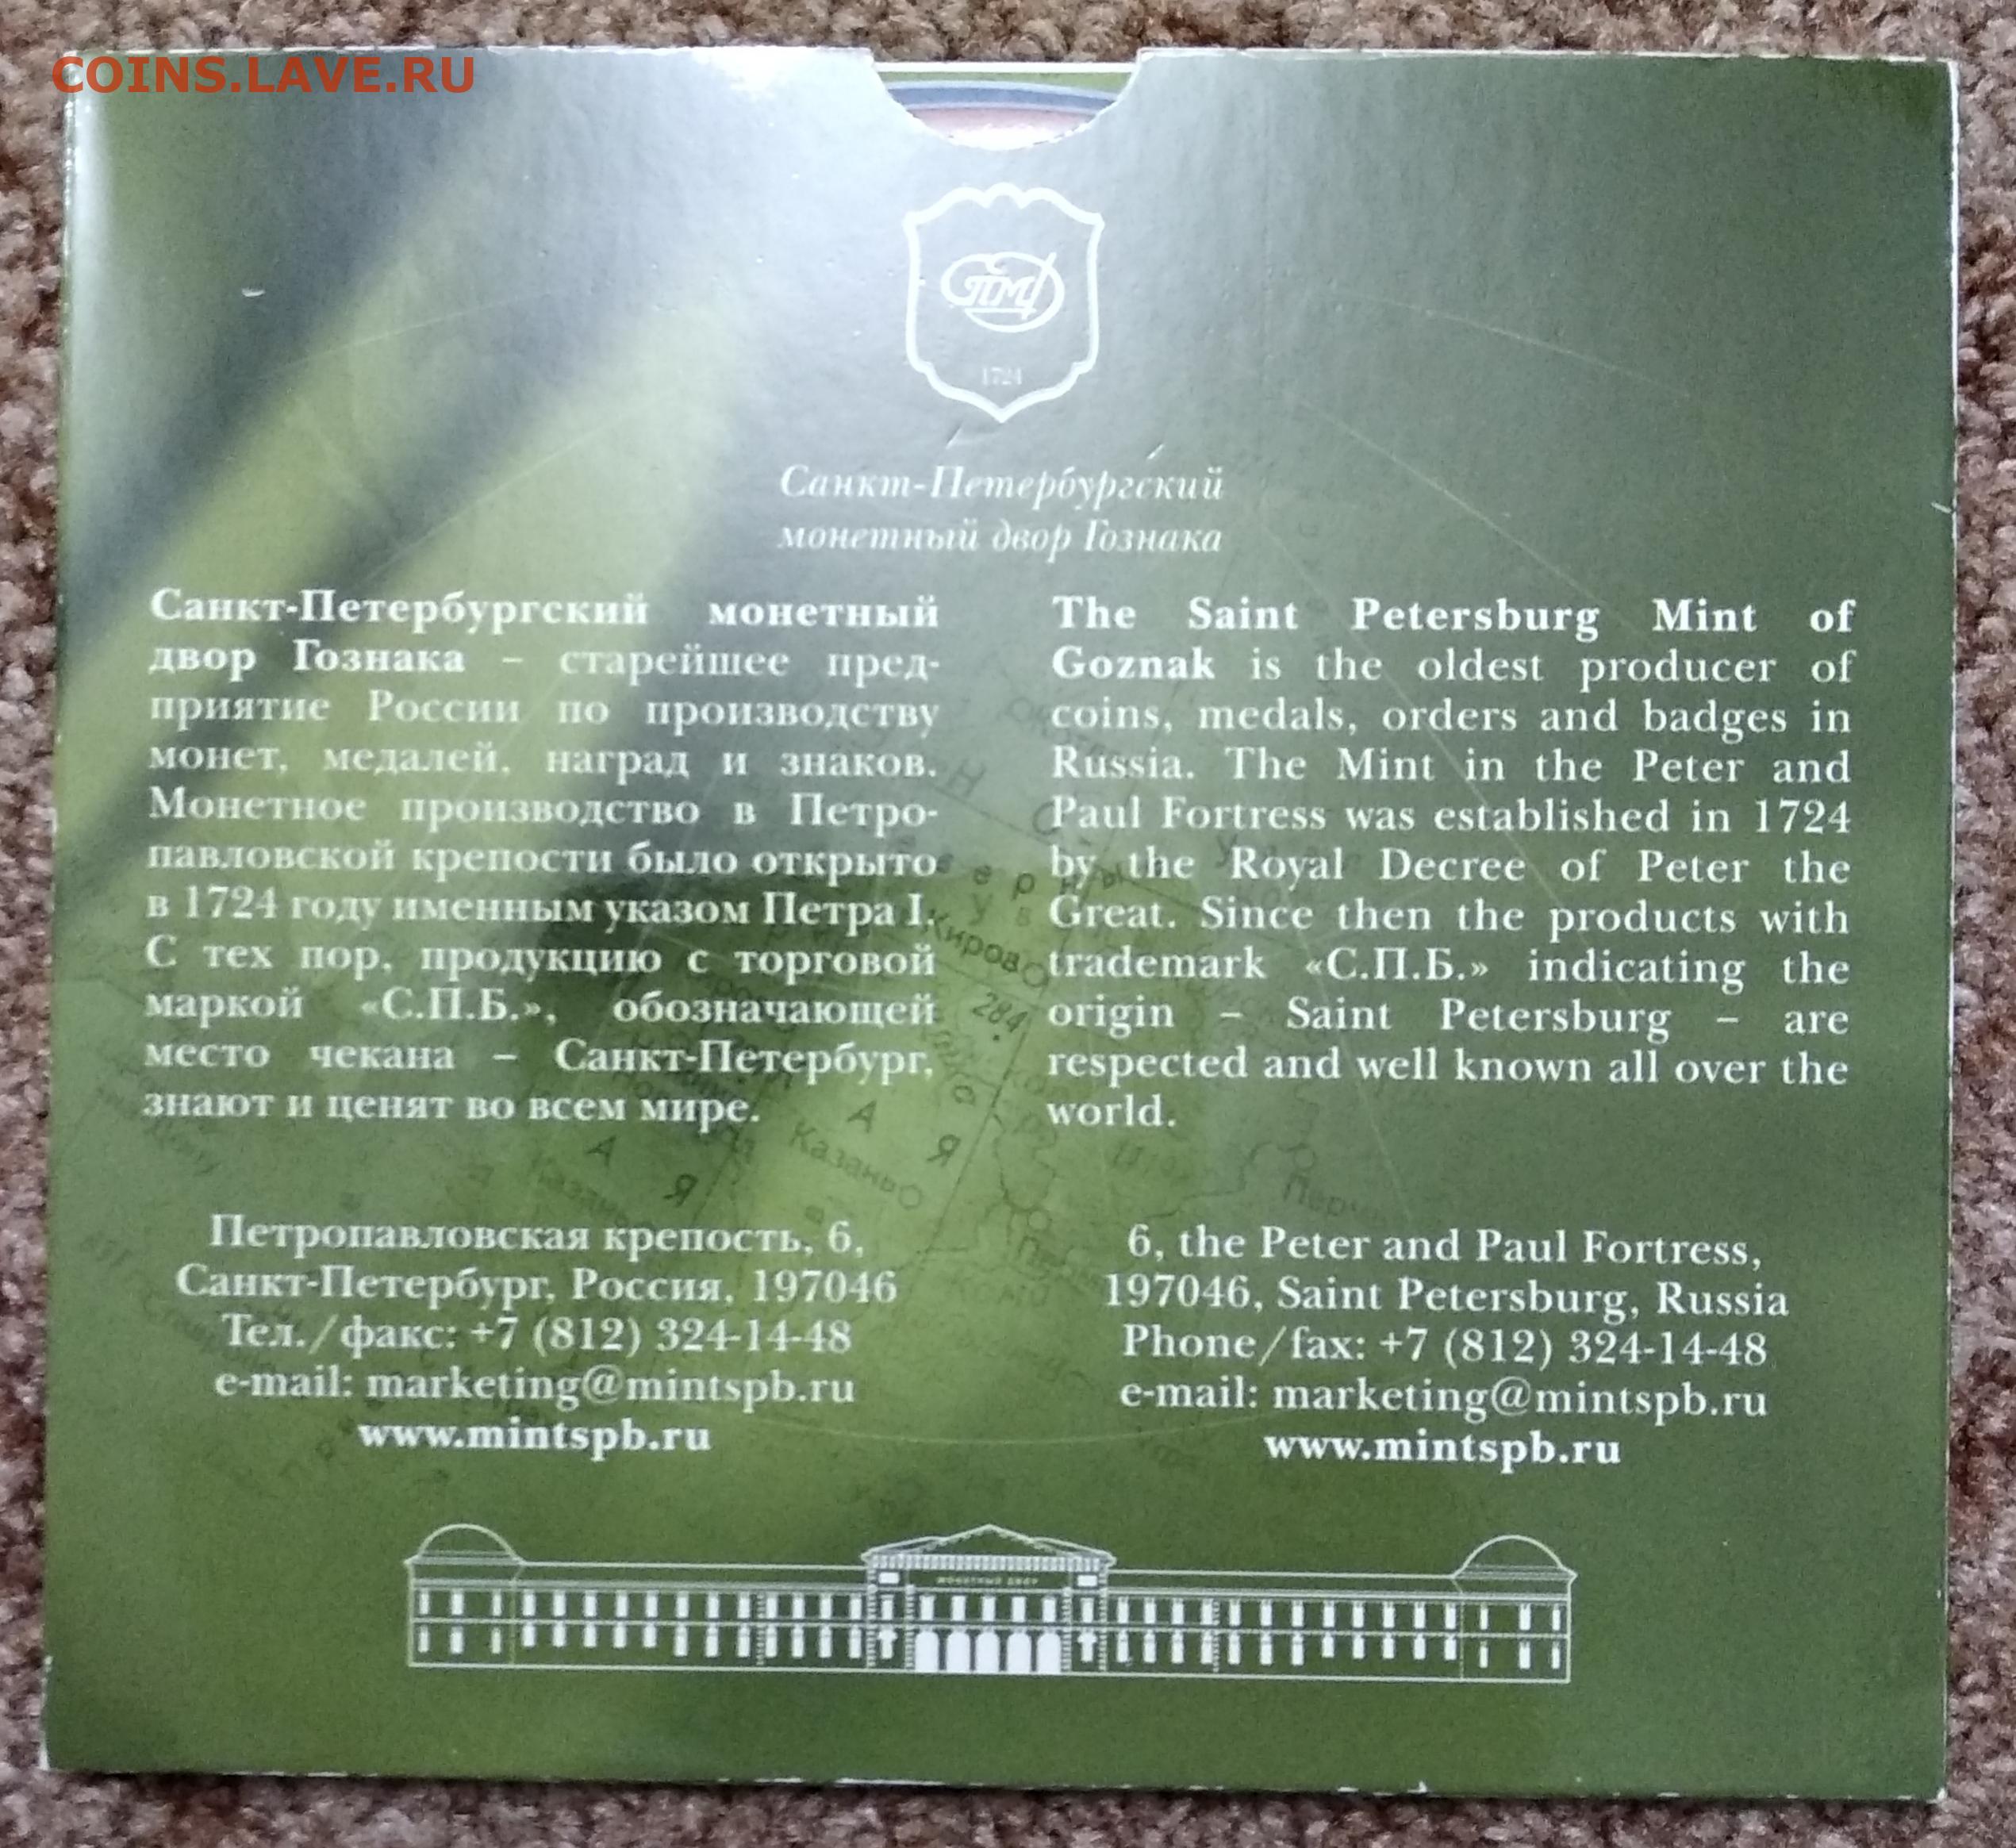 COINS.LAVE.RU
СПМД
1724
Санкт-Петербургский
монетный двор Гознака
Санкт-Петербургский монетный
двор Гознака – старейшее пред-
приятие России по производству
монет, медалей, наград и знаков.
Монетное производство в Петро-
павловской крепости было открыто
в 1724 году именным указом Петра I.
С тех пор, продукцию с торговой
маркой «С.П.Б.», обозначающей
место чекана – Санкт-Петербург,
знают и ценят во всем мире.
Петропавловская крепость, 6,
Санкт-Петербург, Россия, 197046
Тел./факс: +7 (812) 324-14-48
e-mail: marketing@mintspb.ru
www.mintspb.ru
The Saint Petersburg Mint of
Goznak is the oldest producer of
coins, medals, orders and badges in
Russia. The Mint in the Peter and
Paul Fortress was established in 1724
by the Royal Decree of Peter the
Great. Since then the products with
trademark «С.П.Б.» indicating the
origin – Saint Petersburg – are
respected and well known all over the
world.
6, the Peter and Paul Fortress,
197046, Saint Petersburg, Russia
Phone/fax: +7 (812) 324-14-48
e-mail: marketing@mintspb.ru
www.mintspb.ru
Киров
284
Казань
Казань
МОНЕТНЫЙ ДВОР